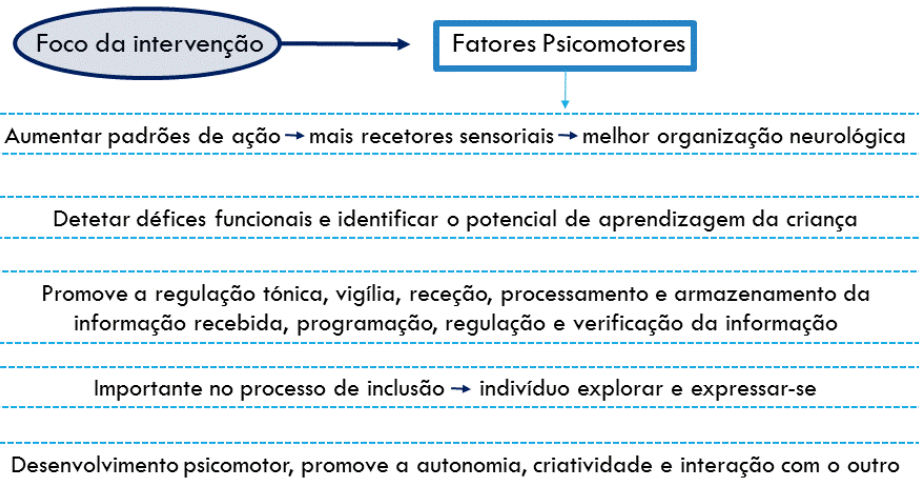 Foco da intervenção
Fatores Psicomotores
Aumentar padrões de ação → mais recetores sensoriais → melhor organização neurológica
Detetar défices funcionais e identificar o potencial de aprendizagem da criança
Promove a regulação tónica, vigília, receção, processamento e armazenamento da
informação recebida, programação, regulação e verificação da informação
Importante no processo de inclusão → indivíduo explorar e expressar-se
Desenvolvimento psicomotor, promove a autonomia, criatividade e interação com o outro